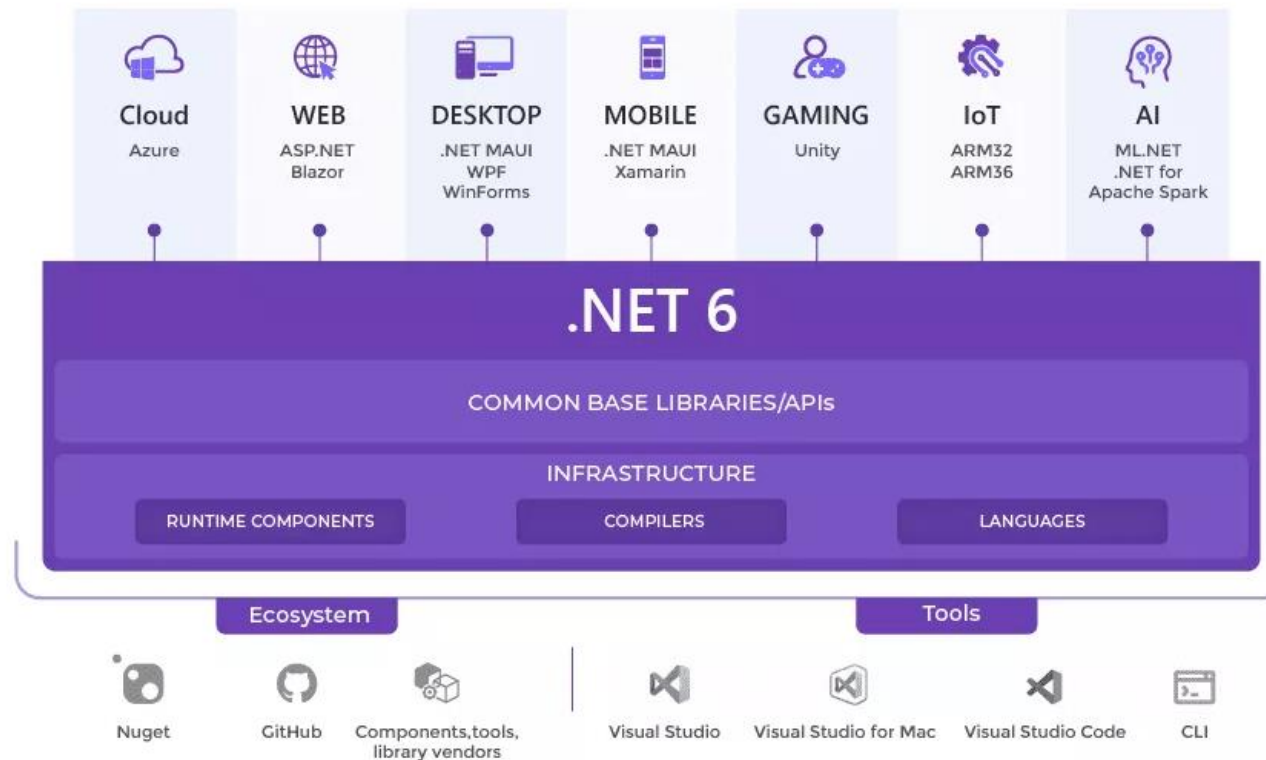 Cloud
Azure
WEB
ASP.NET
Blazor
DESKTOP
.NET MAUI
WPF
WinForms
MOBILE
.NET MAUI
Xamarin
GAMING
Unity
IoT
ARM32
ARM36
AI
ML.NET
.NET for
Apache Spark
.NET 6
COMMON BASE LIBRARIES/APIs
INFRASTRUCTURE
RUNTIME COMPONENTS
COMPILERS
LANGUAGES
Ecosystem
Tools
Nuget
GitHub
Components,tools,
library vendors
Visual Studio
Visual Studio for Mac
Visual Studio Code
CLI